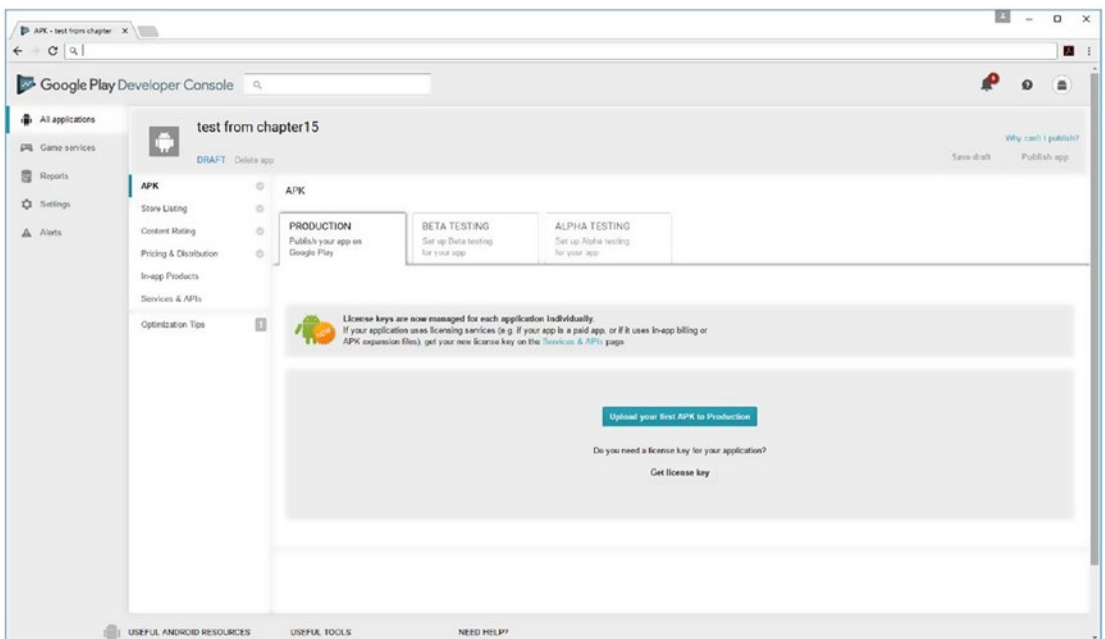 APK - test from chapter
Google Play Developer Console
All applications
Game services
Reports
Settings
Alerts
test from chapter15
DRAFT Delete app
Why can't I publish?
Save draft Publish app
APK
Store Listing
Content Rating
Pricing & Distribution
In-app Products
Services & APIs
Optimization Tips 1
APK
PRODUCTION
Publish your app on
Google Play
BETA TESTING
Set up Beta testing
for your app
ALPHA TESTING
Set up Alpha testing
for your app
License keys are now managed for each application individually.
If your application uses licensing services (e.g. if your app is a paid app, or if it uses in-app billing or
APK expansion files), get your new license key on the Services & APIs page.
Upload your first APK to Production
Do you need a license key for your application?
Get license key
USEFUL ANDROID RESOURCES USEFUL TOOLS NEED HELP?